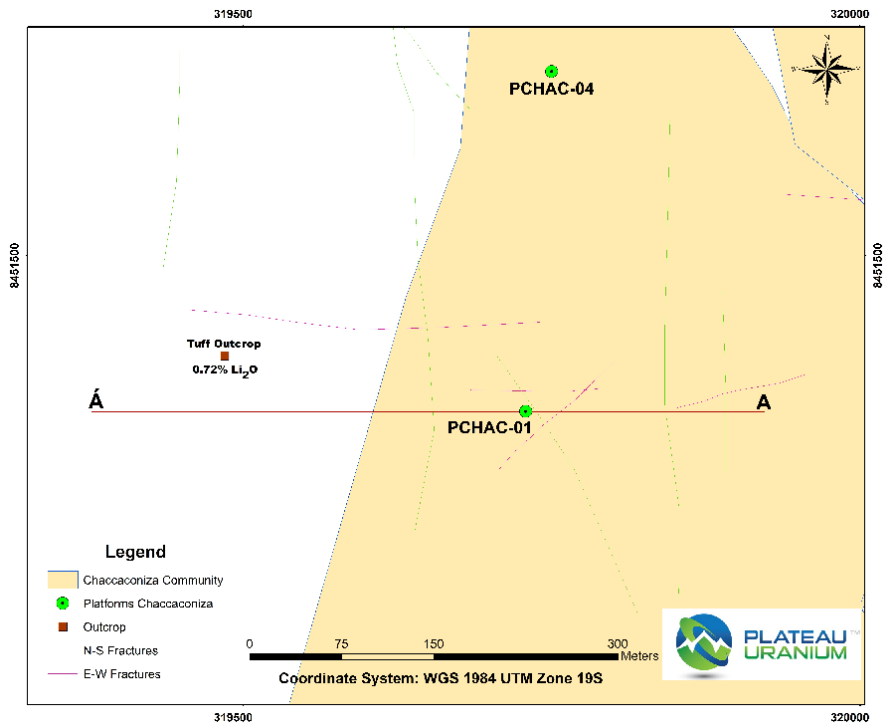 319500 320000
PCHAC-04
8451500 8451500
Tuff Outcrop
0.72% Li2O
Á A
PCHAC-01
Legend
Chaccaconiza Community
Platforms Chaccaconiza
Outcrop
N-S Fractures
E-W Fractures
0 75 150 300
Meters
Coordinate System: WGS 1984 UTM Zone 19S
PLATEAU™
URANIUM
319500 320000